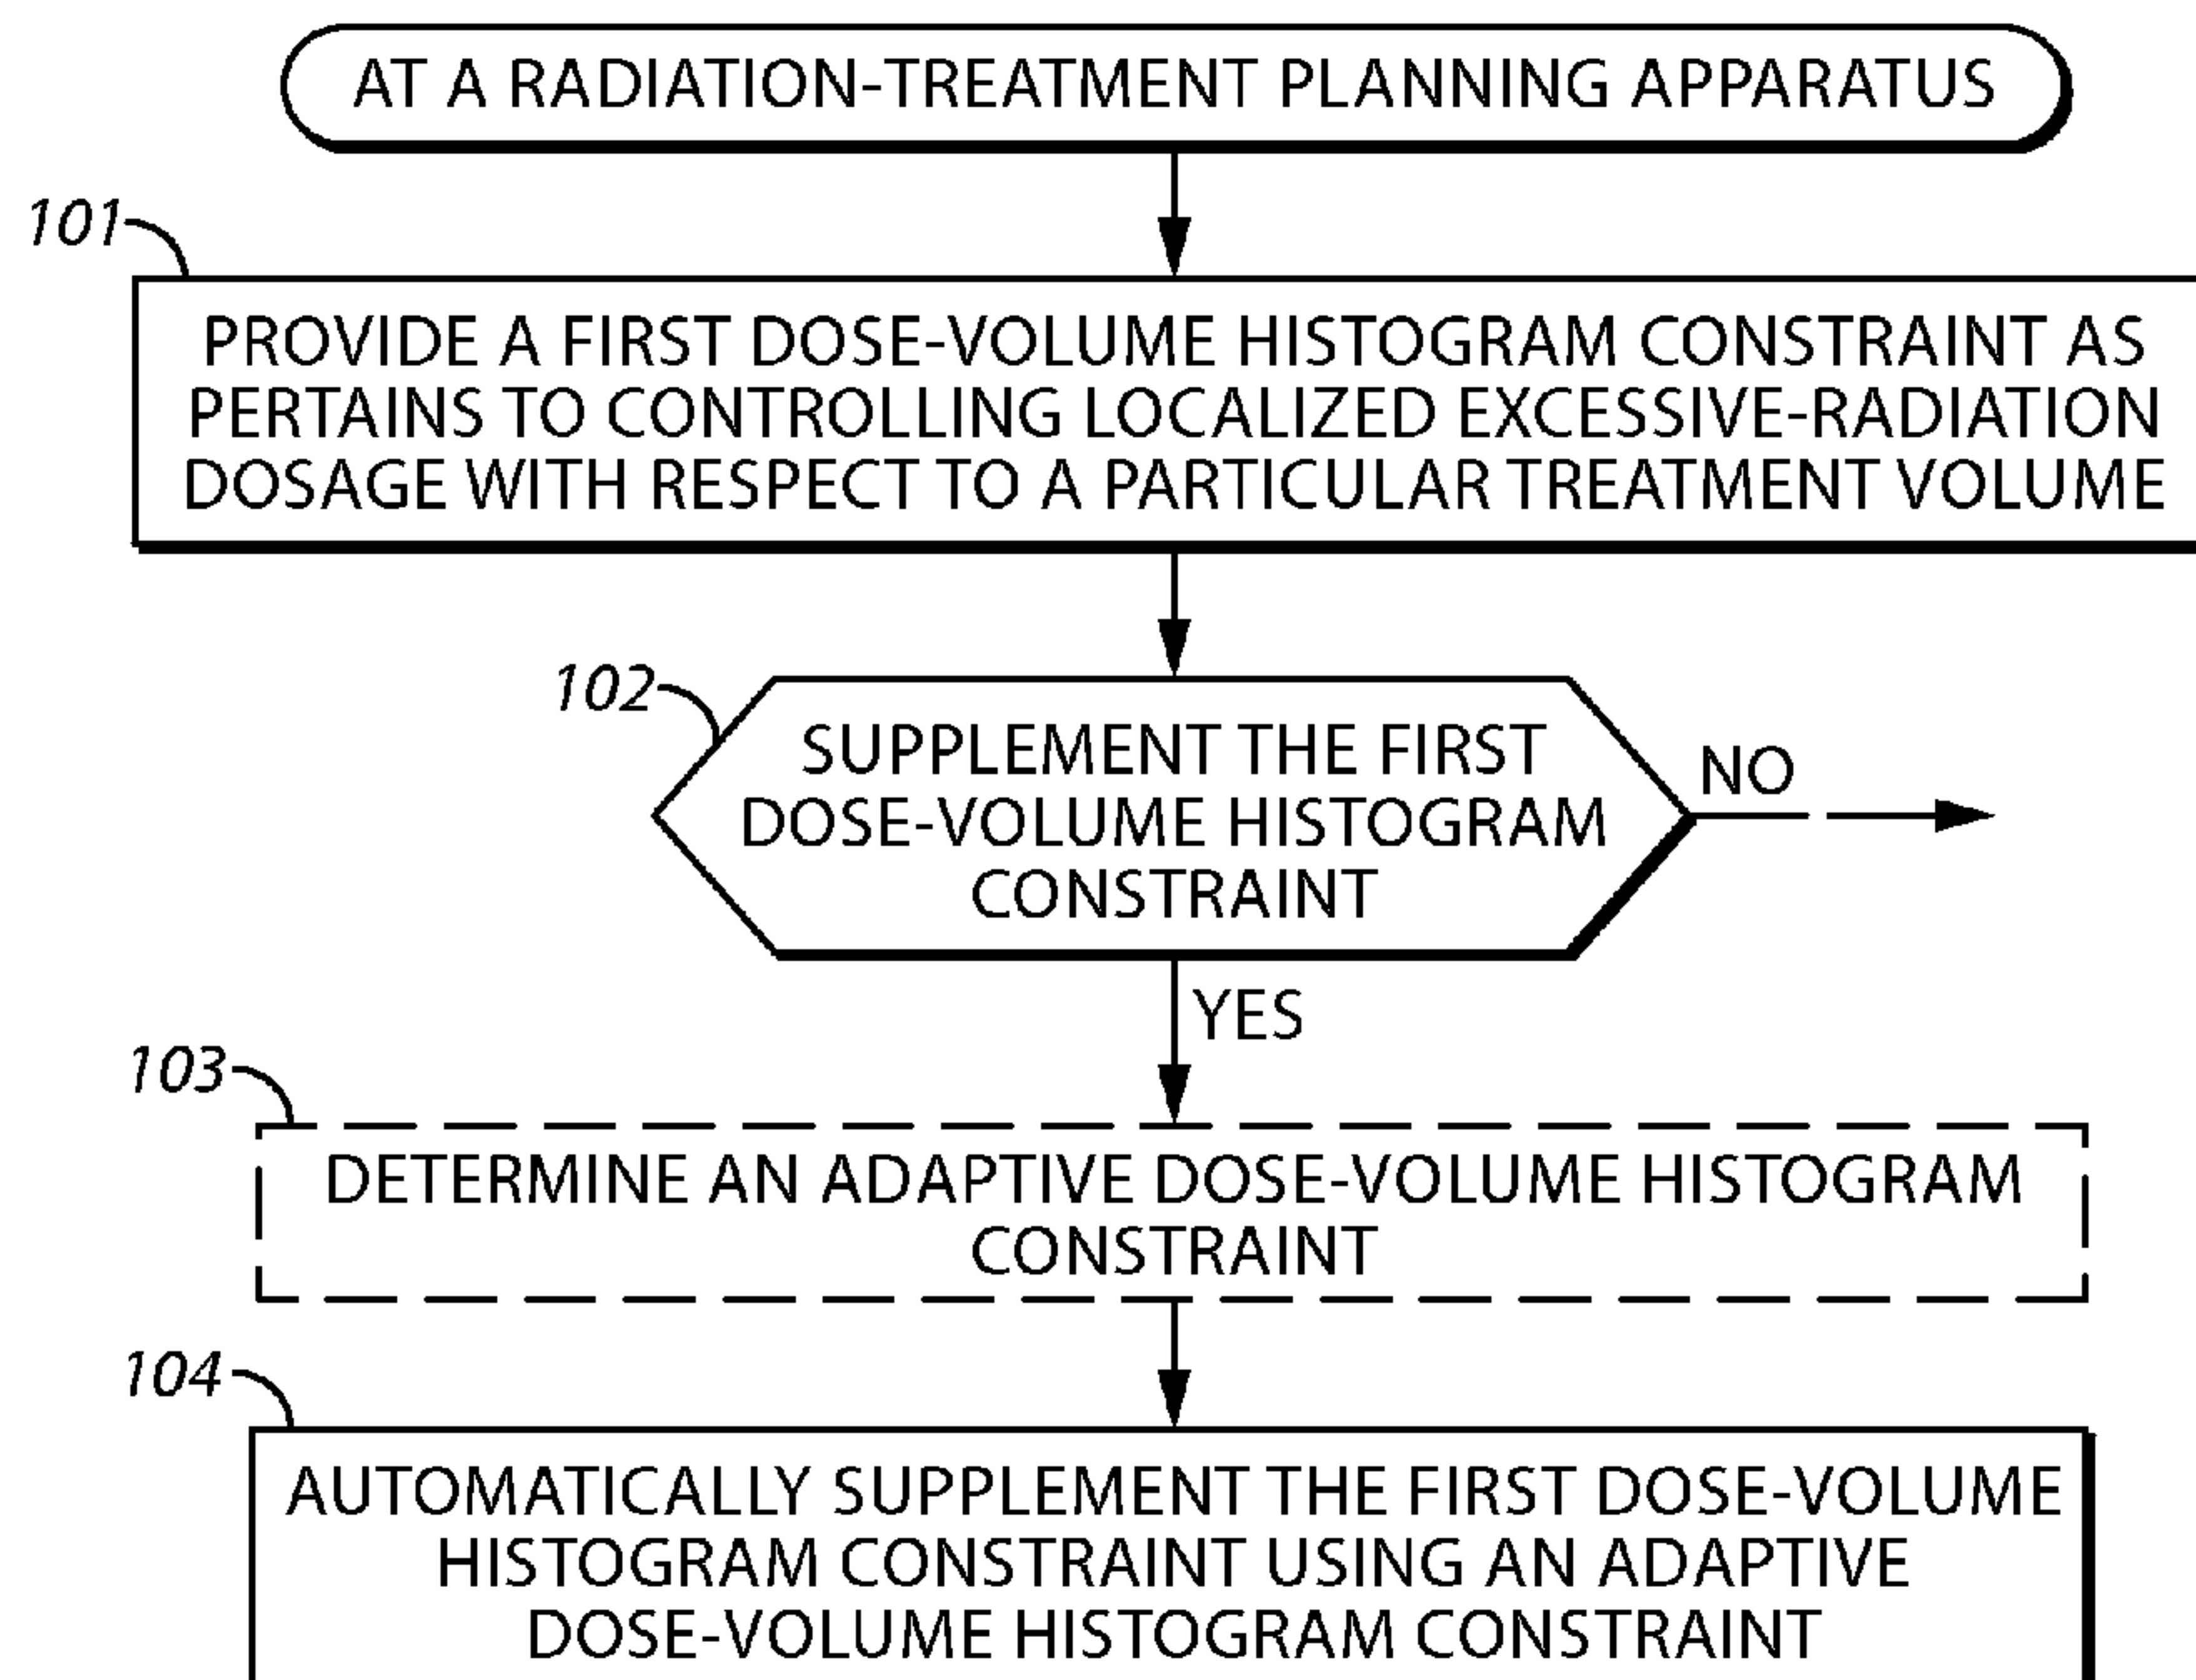 AT A RADIATION-TREATMENT PLANNING APPARATUS
101
PROVIDE A FIRST DOSE-VOLUME HISTOGRAM CONSTRAINT AS
PERTAINS TO CONTROLLING LOCALIZED EXCESSIVE-RADIATION
DOSAGE WITH RESPECT TO A PARTICULAR TREATMENT VOLUME
102
SUPPLEMENT THE FIRST
DOSE-VOLUME HISTOGRAM
CONSTRAINT
NO
YES
103
DETERMINE AN ADAPTIVE DOSE-VOLUME HISTOGRAM
CONSTRAINT
104
AUTOMATICALLY SUPPLEMENT THE FIRST DOSE-VOLUME
HISTOGRAM CONSTRAINT USING AN ADAPTIVE
DOSE-VOLUME HISTOGRAM CONSTRAINT